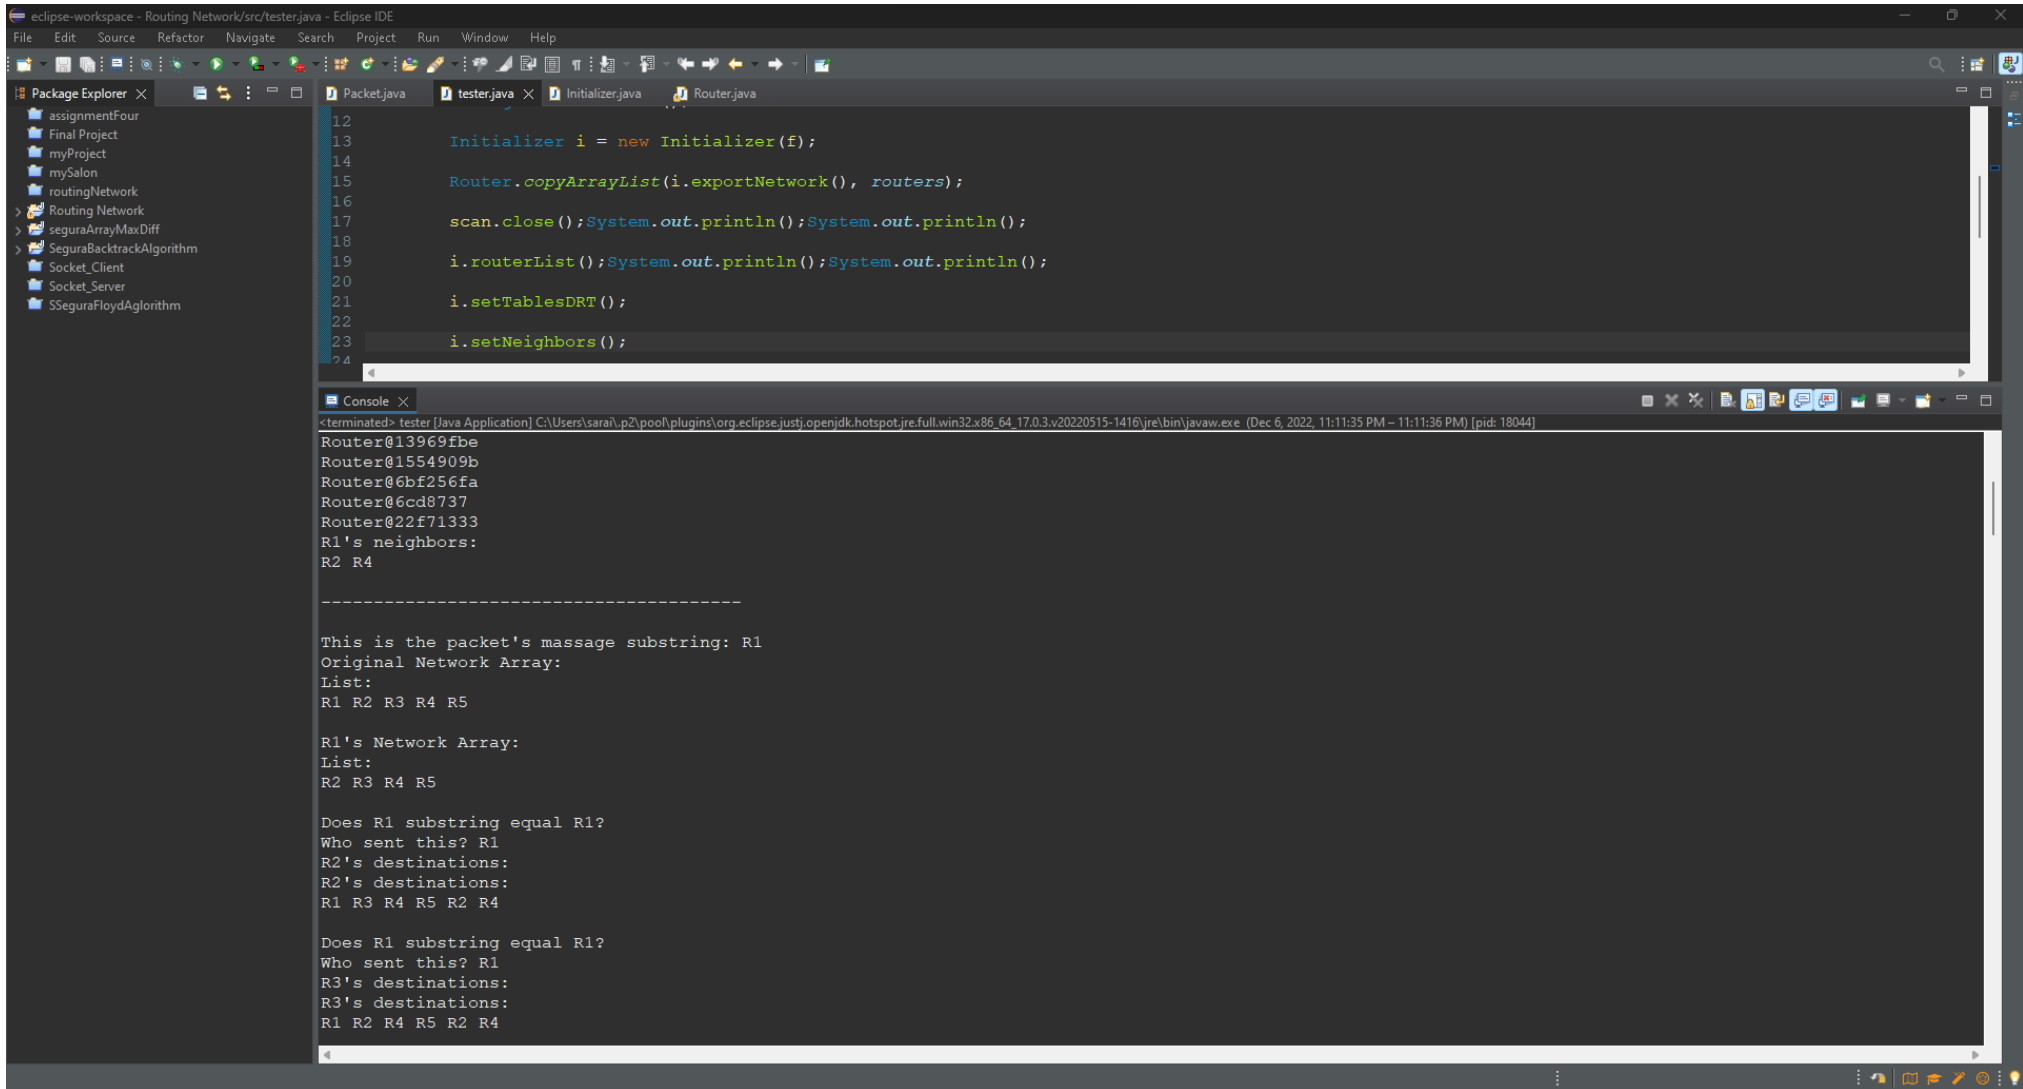 eclipse-workspace - Routing Network/src/tester.java - Eclipse IDE
File Edit Source Refactor Navigate Search Project Run Window Help
Package Explorer
assignmentFour
Final Project
myProject
mySalon
routingNetwork
Routing Network
seguraArrayMaxDiff
SeguraBacktrackAlgorithm
Socket_Client
Socket_Server
SSeguraFloydAglorithm
Packet.java tester.java Initializer.java Router.java
12
13 Initializer i = new Initializer(f);
14
15 Router.copyArrayList(i.exportNetwork(), routers);
16
17 scan.close();System.out.println();System.out.println();
18
19 i.routerList();System.out.println();System.out.println();
20
21 i.setTablesDRT();
22
23 i.setNeighbors();
24
Console
<terminated> tester [Java Application] C:\Users\sarai\.p2\pool\plugins\org.eclipse.justj.openjdk.hotspot.jre.full.win32.x86_64_17.0.3.v20220515-1416\jre\bin\javaw.exe (Dec 6, 2022, 11:11:35 PM – 11:11:36 PM) [pid: 18044]
Router@13969fbe
Router@1554909b
Router@6bf256fa
Router@6cd8737
Router@22f71333
R1's neighbors:
R2 R4
----------------------------------------
This is the packet's massage substring: R1
Original Network Array:
List:
R1 R2 R3 R4 R5
R1's Network Array:
List:
R2 R3 R4 R5
Does R1 substring equal R1?
Who sent this? R1
R2's destinations:
R2's destinations:
R1 R3 R4 R5 R2 R4
Does R1 substring equal R1?
Who sent this? R1
R3's destinations:
R3's destinations:
R1 R2 R4 R5 R2 R4